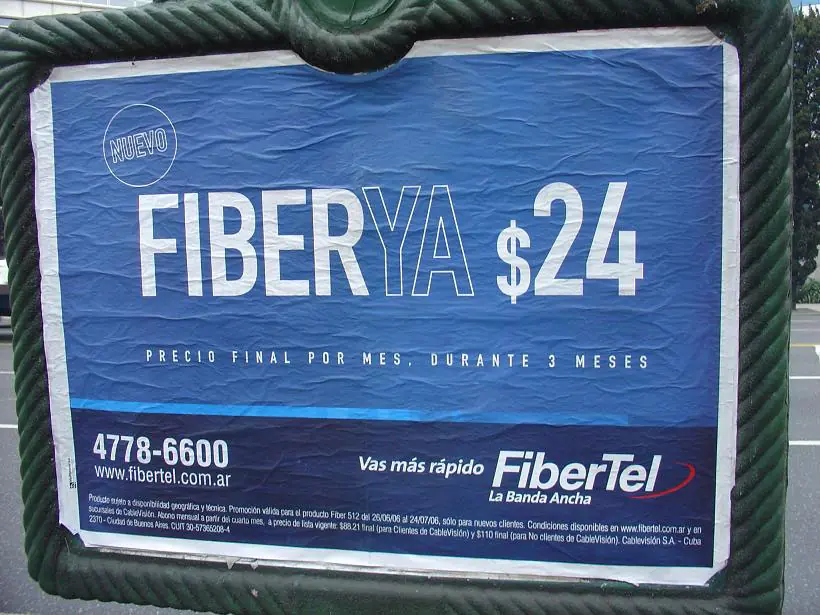 NUEVO
FIBERYA $24
PRECIO FINAL POR MES, DURANTE 3 MESES
4778-6600
www.fibertel.com.ar
Vas más rápido FiberTel
La Banda Ancha
Producto sujeto a disponibilidad geográfica y técnica. Promoción válida para el producto Fiber 512 del 26/06/06 al 24/07/06, sólo para nuevos clientes. Condiciones disponibles en www.fibertel.com.ar y en
sucursales de CableVisión. Abono mensual a partir del cuarto mes, a precio de lista vigente: $88.21 final (para Clientes de CableVisión) y $110 final (para No clientes de CableVisión). Cablevisión S.A. - Cuba
2370 - Ciudad de Buenos Aires. CUIT 30-57365208-4